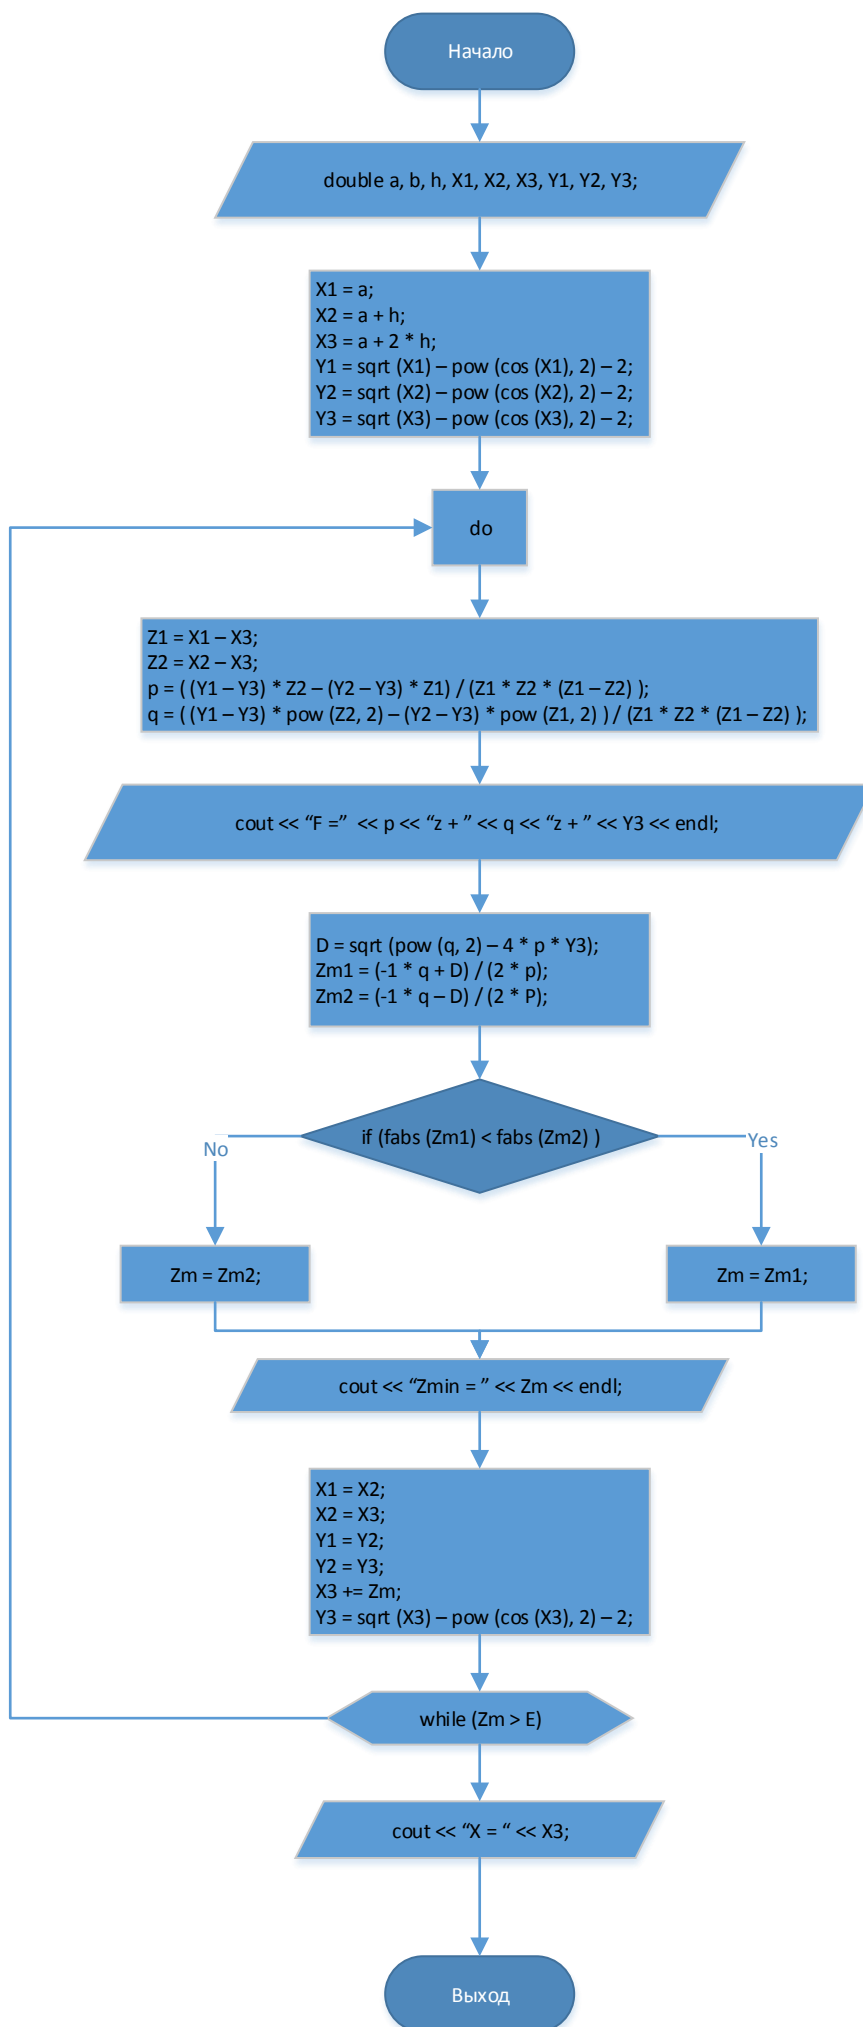 Начало
double a, b, h, X1, X2, X3, Y1, Y2, Y3;
X1 = a;
X2 = a + h;
X3 = a + 2 * h;
Y1 = sqrt (X1) – pow (cos (X1), 2) – 2;
Y2 = sqrt (X2) – pow (cos (X2), 2) – 2;
Y3 = sqrt (X3) – pow (cos (X3), 2) – 2;
do
Z1 = X1 – X3;
Z2 = X2 – X3;
p = ( (Y1 – Y3) * Z2 – (Y2 – Y3) * Z1) / (Z1 * Z2 * (Z1 – Z2) );
q = ( (Y1 – Y3) * pow (Z2, 2) – (Y2 – Y3) * pow (Z1, 2) ) / (Z1 * Z2 * (Z1 – Z2) );
cout << “F =” << p << “z + ” << q << “z + ” << Y3 << endl;
D = sqrt (pow (q, 2) – 4 * p * Y3);
Zm1 = (-1 * q + D) / (2 * p);
Zm2 = (-1 * q – D) / (2 * P);
if (fabs (Zm1) < fabs (Zm2) )
No
Yes
Zm = Zm2;
Zm = Zm1;
cout << “Zmin = ” << Zm << endl;
X1 = X2;
X2 = X3;
Y1 = Y2;
Y2 = Y3;
X3 += Zm;
Y3 = sqrt (X3) – pow (cos (X3), 2) – 2;
while (Zm > E)
cout << “X = “ << X3;
Выход